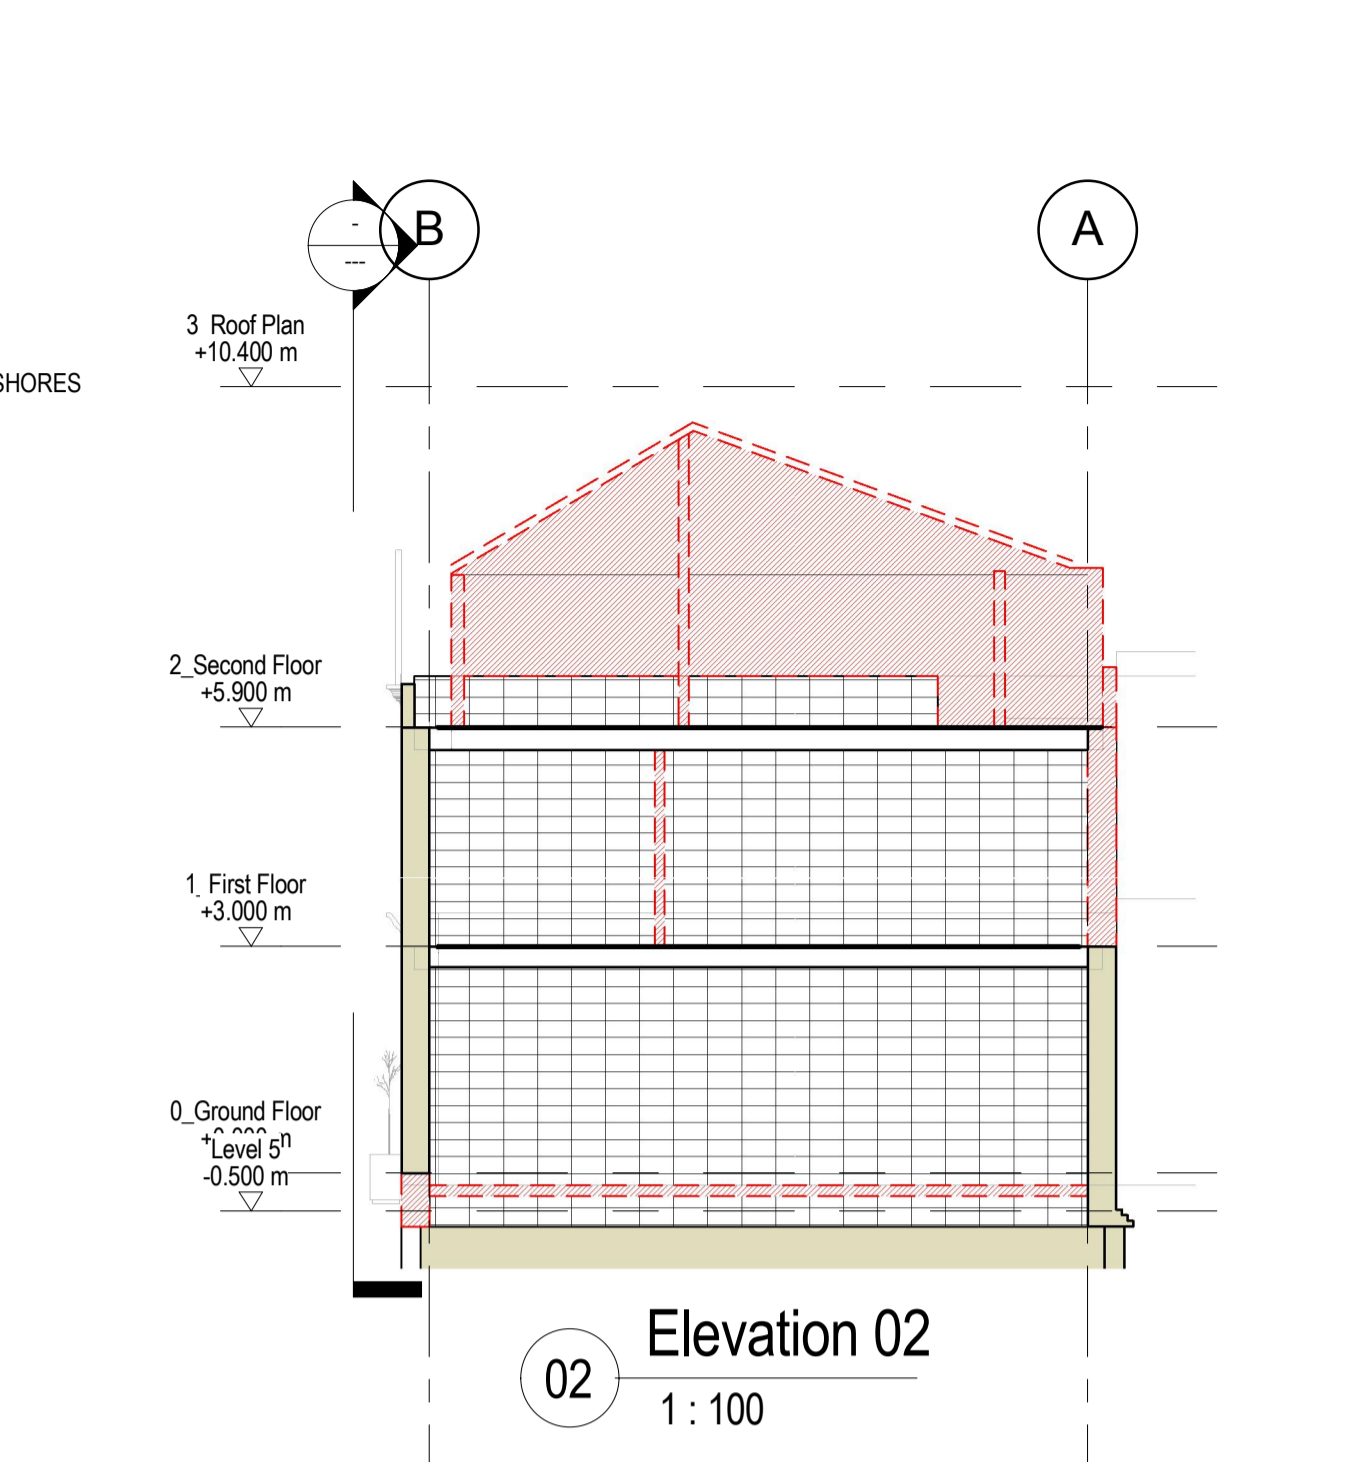 B
A
-
---
3 Roof Plan
+10.400 m
SHORES
2_Second Floor
+5.900 m
1_First Floor
+3.000 m
0_Ground Floor
Level 5
-0.500 m
Elevation 02
02
1 : 100